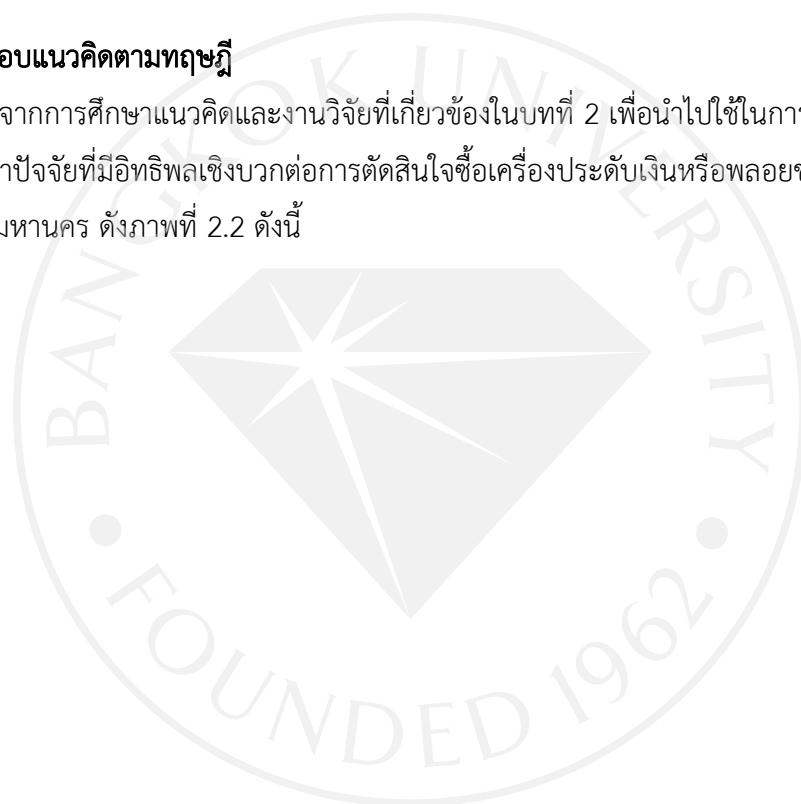 อบแนวคิดตามทฤษฎี
จากการศึกษาแนวคิดและงานวิจัยที่เกี่ยวข้องในบทที่ 2 เพื่อนำไปใช้ในการ
าปัจจัยที่มีอิทธิพลเชิงบวกต่อการตัดสินใจซื้อเครื่องประดับเงินหรือพลอยข
มหานคร ดังภาพที่ 2.2 ดังนี้
BANGKOK UNIVERSITY
FOUNDED 1962